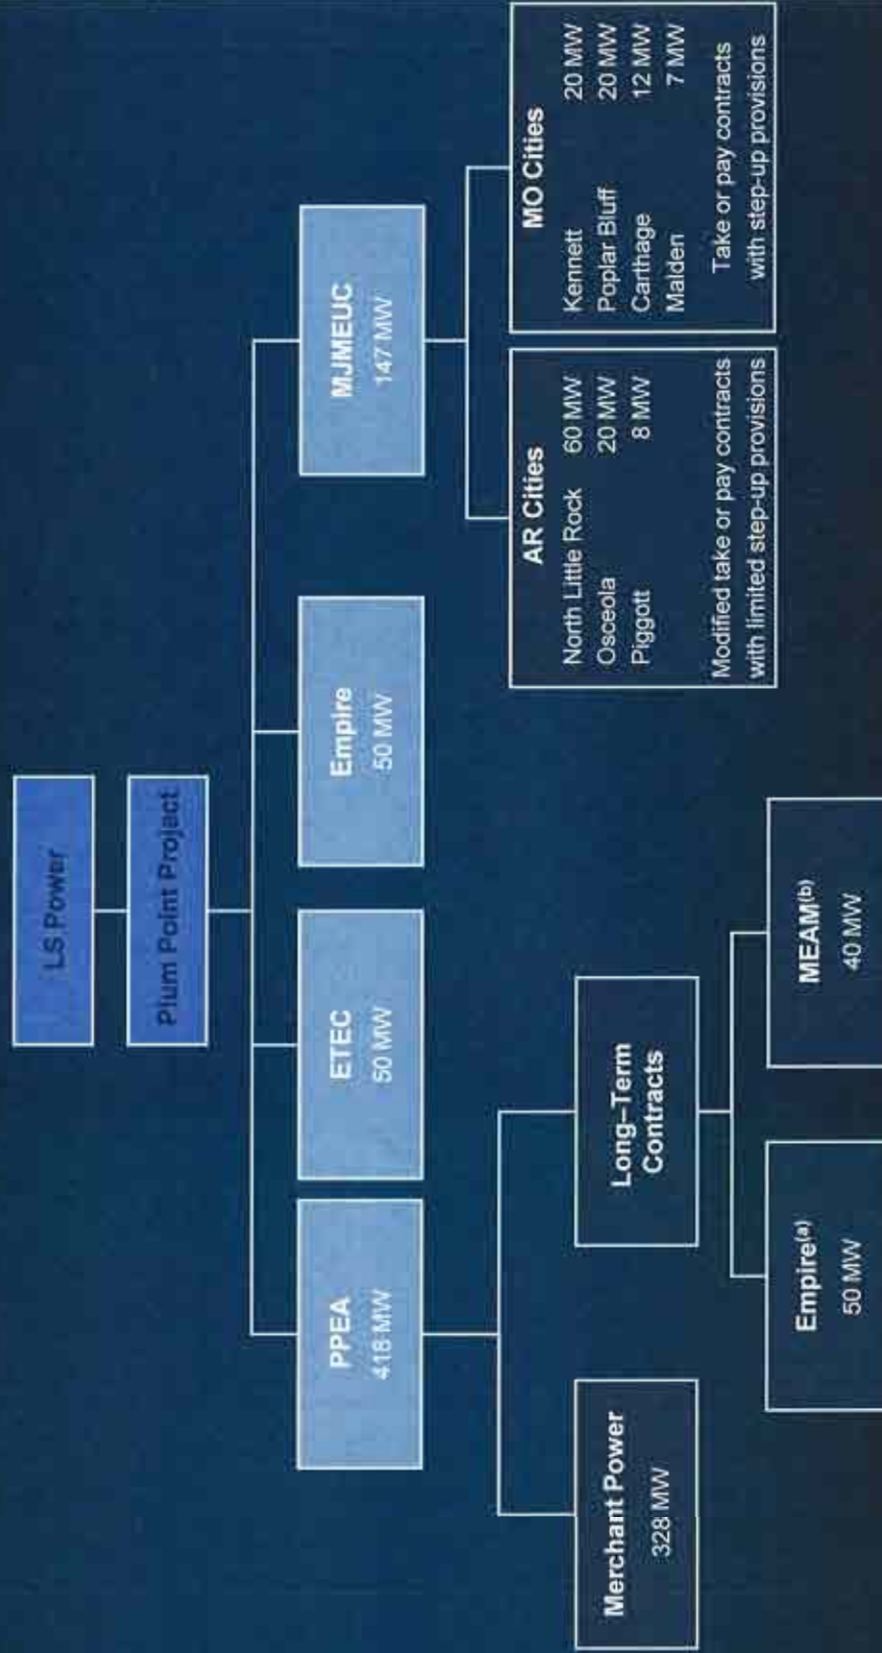 LS Power
Plum Point Project
PPEA
418 MW
ETEC
50 MW
Empire
50 MW
MJMEUC
147 MW
Merchant Power
328 MW
Long–Term
Contracts
Empire(a)
50 MW
MEAM(b)
40 MW
AR Cities
North Little Rock 60 MW
Osceola 20 MW
Piggott 8 MW
Modified take or pay contracts
with limited step-up provisions
MO Cities
Kennett 20 MW
Poplar Bluff 20 MW
Carthage 12 MW
Malden 7 MW
Take or pay contracts
with step-up provisions